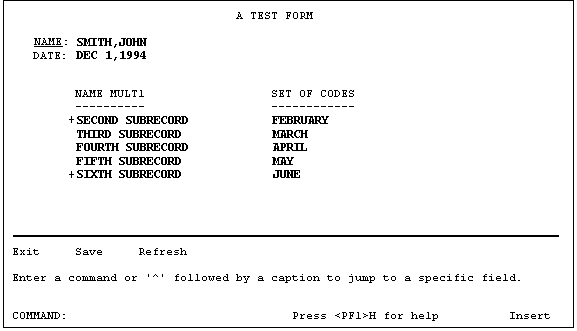 A TEST FORM
NAME: SMITH,JOHN
DATE: DEC 1,1994
NAME MULT1 SET OF CODES
---------- ------------
+SECOND SUBRECORD FEBRUARY
THIRD SUBRECORD MARCH
FOURTH SUBRECORD APRIL
FIFTH SUBRECORD MAY
+SIXTH SUBRECORD JUNE
Exit Save Refresh
Enter a command or '^' followed by a caption to jump to a specific field.
COMMAND: Press <PF1>H for help Insert